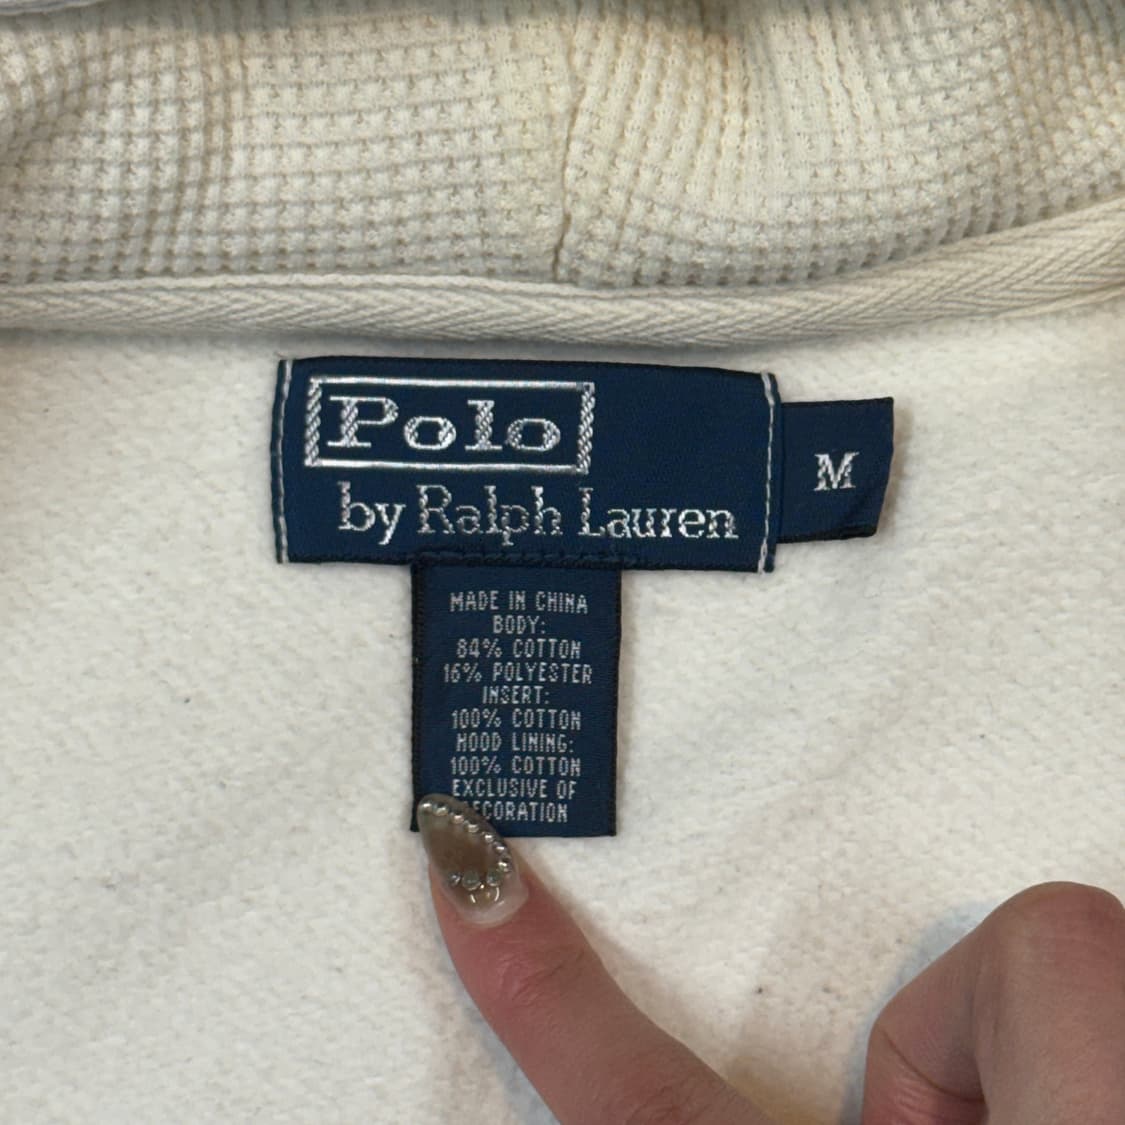 Polo
by Ralph Lauren
M
MADE IN CHINA
BODY:
84% COTTON
16% POLYESTER
INSERT:
100% COTTON
HOOD LINING:
100% COTTON
EXCLUSIVE OF